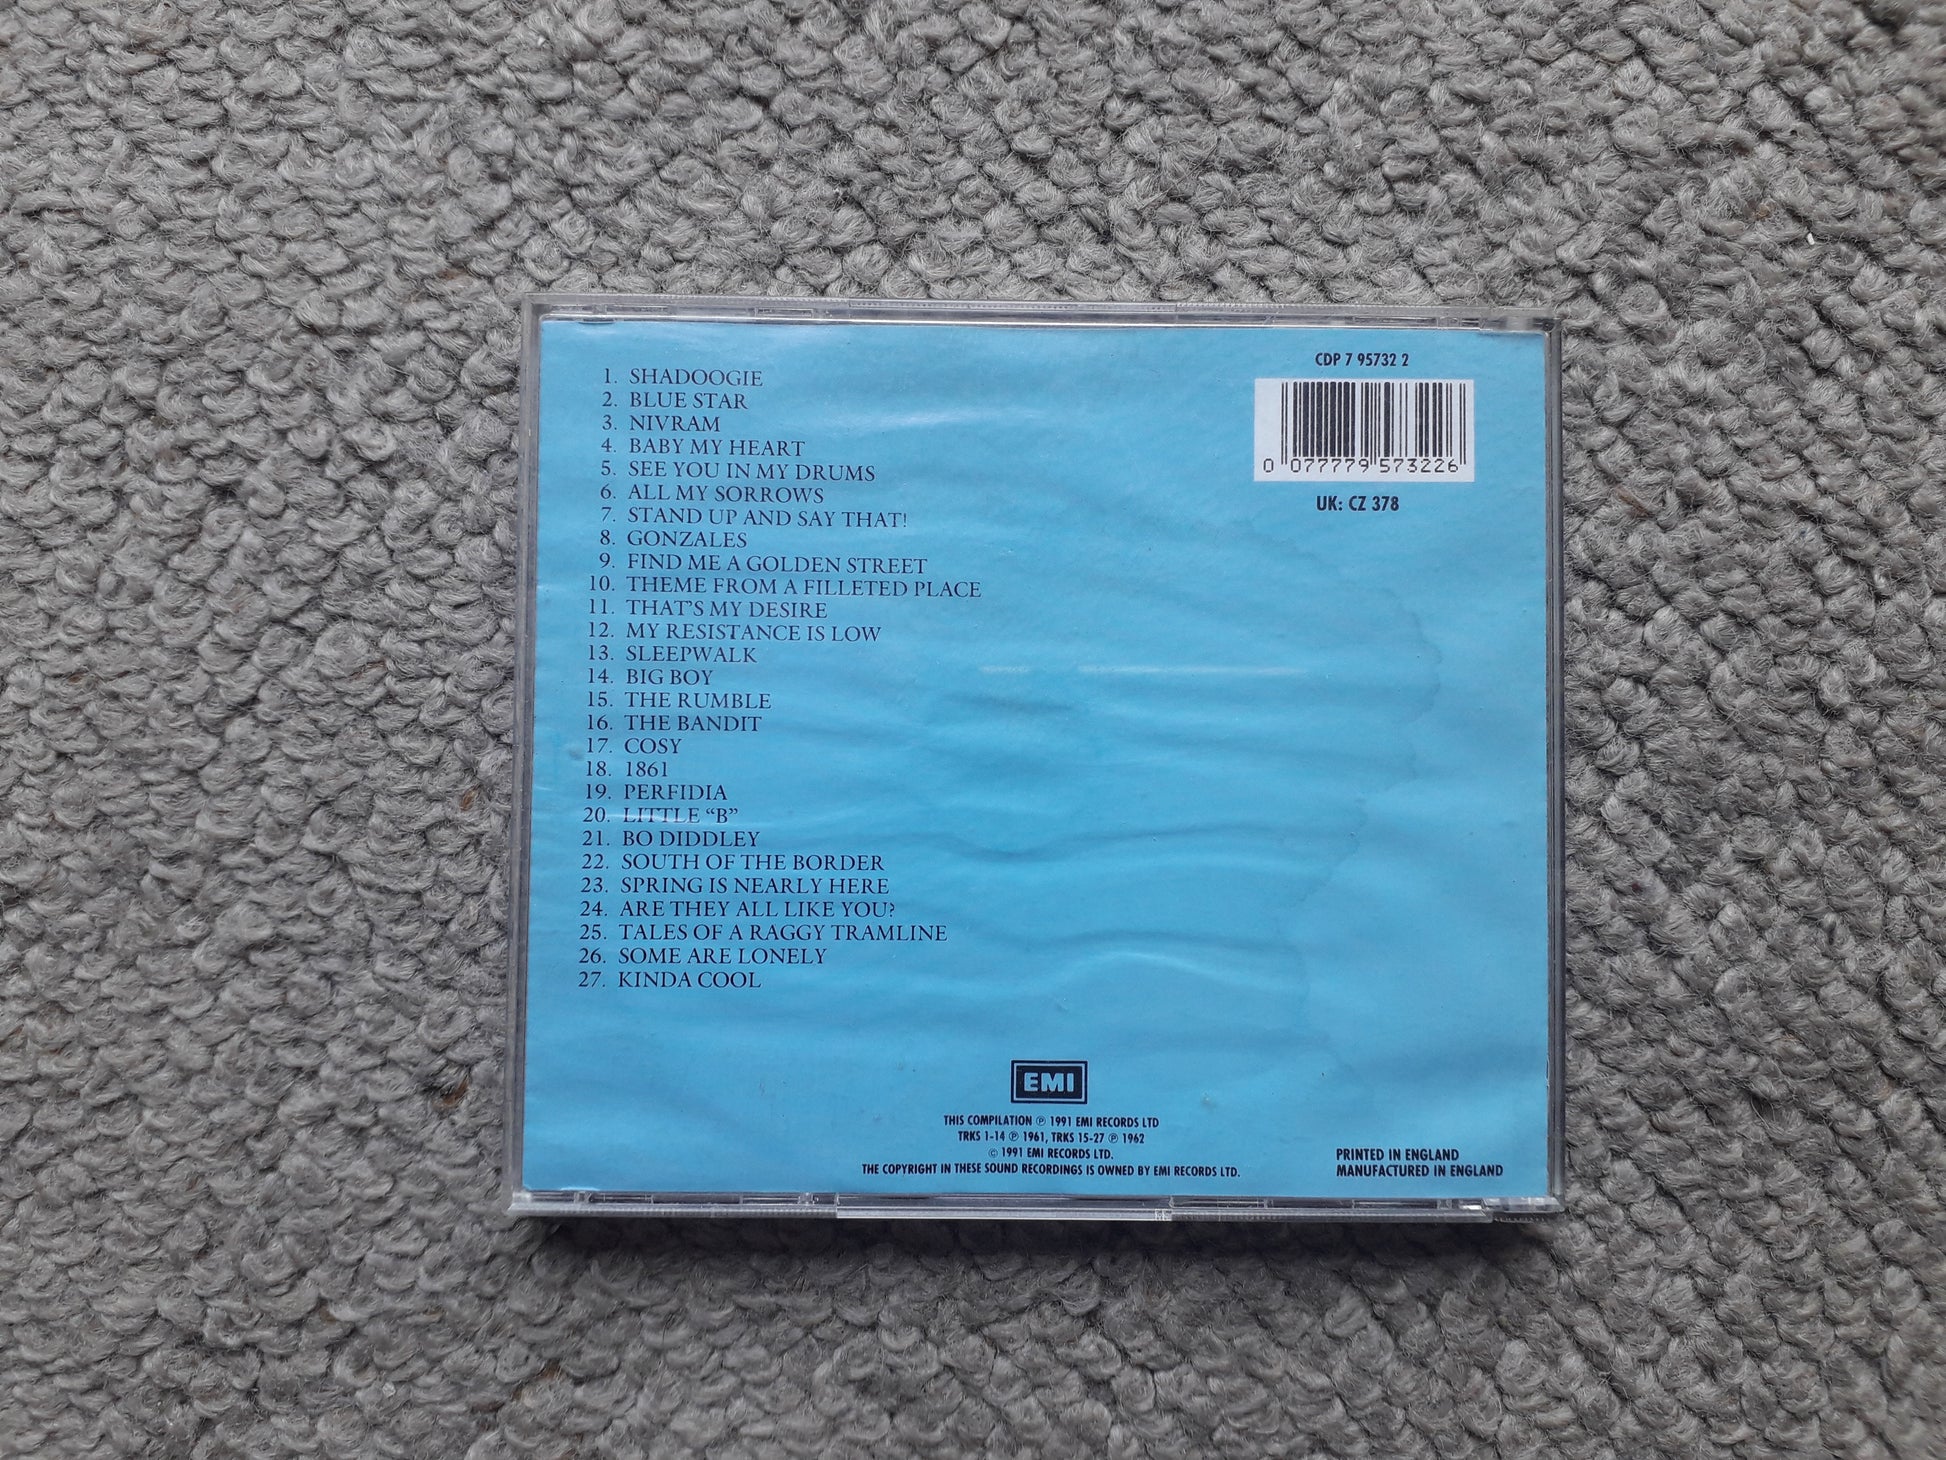 CDP 7 95732 2
0 077779 573226
UK: CZ 378
1. SHADOOGIE
2. BLUE STAR
3. NIVRAM
4. BABY MY HEART
5. SEE YOU IN MY DRUMS
6. ALL MY SORROWS
7. STAND UP AND SAY THAT!
8. GONZALES
9. FIND ME A GOLDEN STREET
10. THEME FROM A FILLETED PLACE
11. THAT'S MY DESIRE
12. MY RESISTANCE IS LOW
13. SLEEPWALK
14. BIG BOY
15. THE RUMBLE
16. THE BANDIT
17. COSY
18. 1861
19. PERFIDIA
20. LITTLE “B”
21. BO DIDDLEY
22. SOUTH OF THE BORDER
23. SPRING IS NEARLY HERE
24. ARE THEY ALL LIKE YOU?
25. TALES OF A RAGGY TRAMLINE
26. SOME ARE LONELY
27. KINDA COOL
EMI
THIS COMPILATION ℗ 1991 EMI RECORDS LTD
TRKS 1-14 ℗ 1961, TRKS 15-27 ℗ 1962
© 1991 EMI RECORDS LTD.
THE COPYRIGHT IN THESE SOUND RECORDINGS IS OWNED BY EMI RECORDS LTD.
PRINTED IN ENGLAND
MANUFACTURED IN ENGLAND